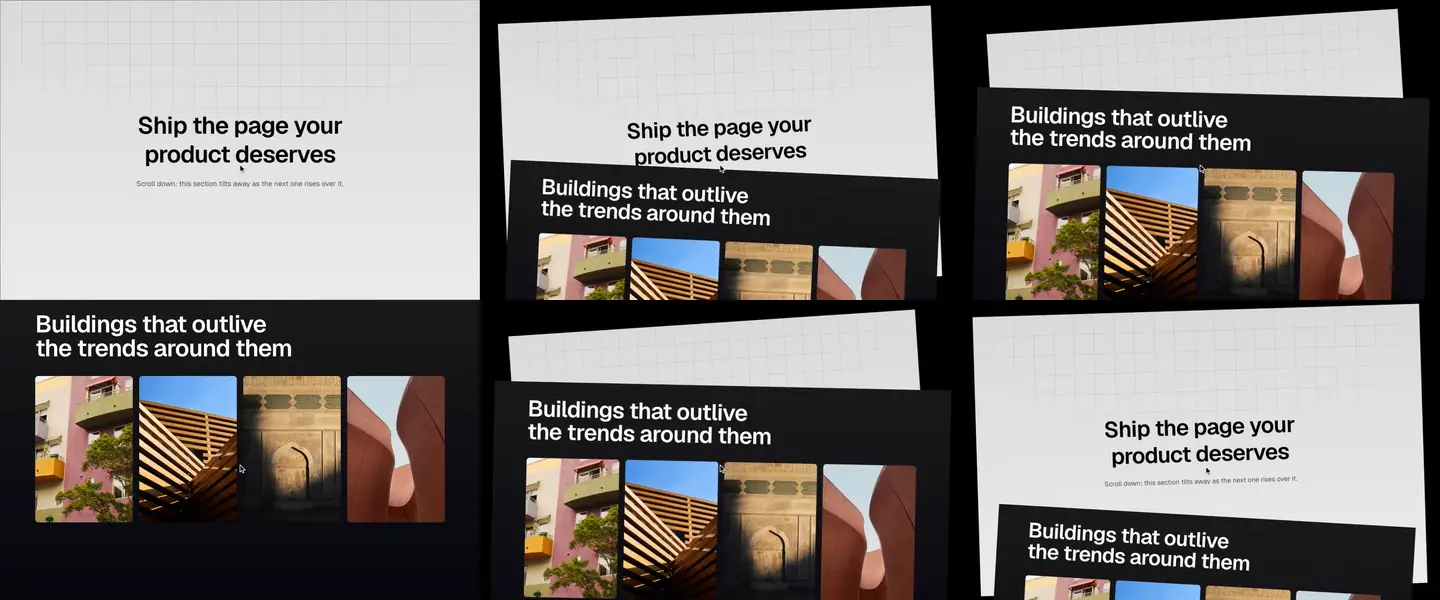 Ship the page your
product deserves
Scroll down: this section tilts away as the next one rises over it.
Ship the page your
product deserves
Buildings that outlive
the trends around them
Buildings that outlive
the trends around them
Buildings that outlive
the trends around them
Buildings that outlive
the trends around them
Ship the page your
product deserves
Scroll down: this section tilts away as the next one rises over it.
Buildings that outlive
the trends around them